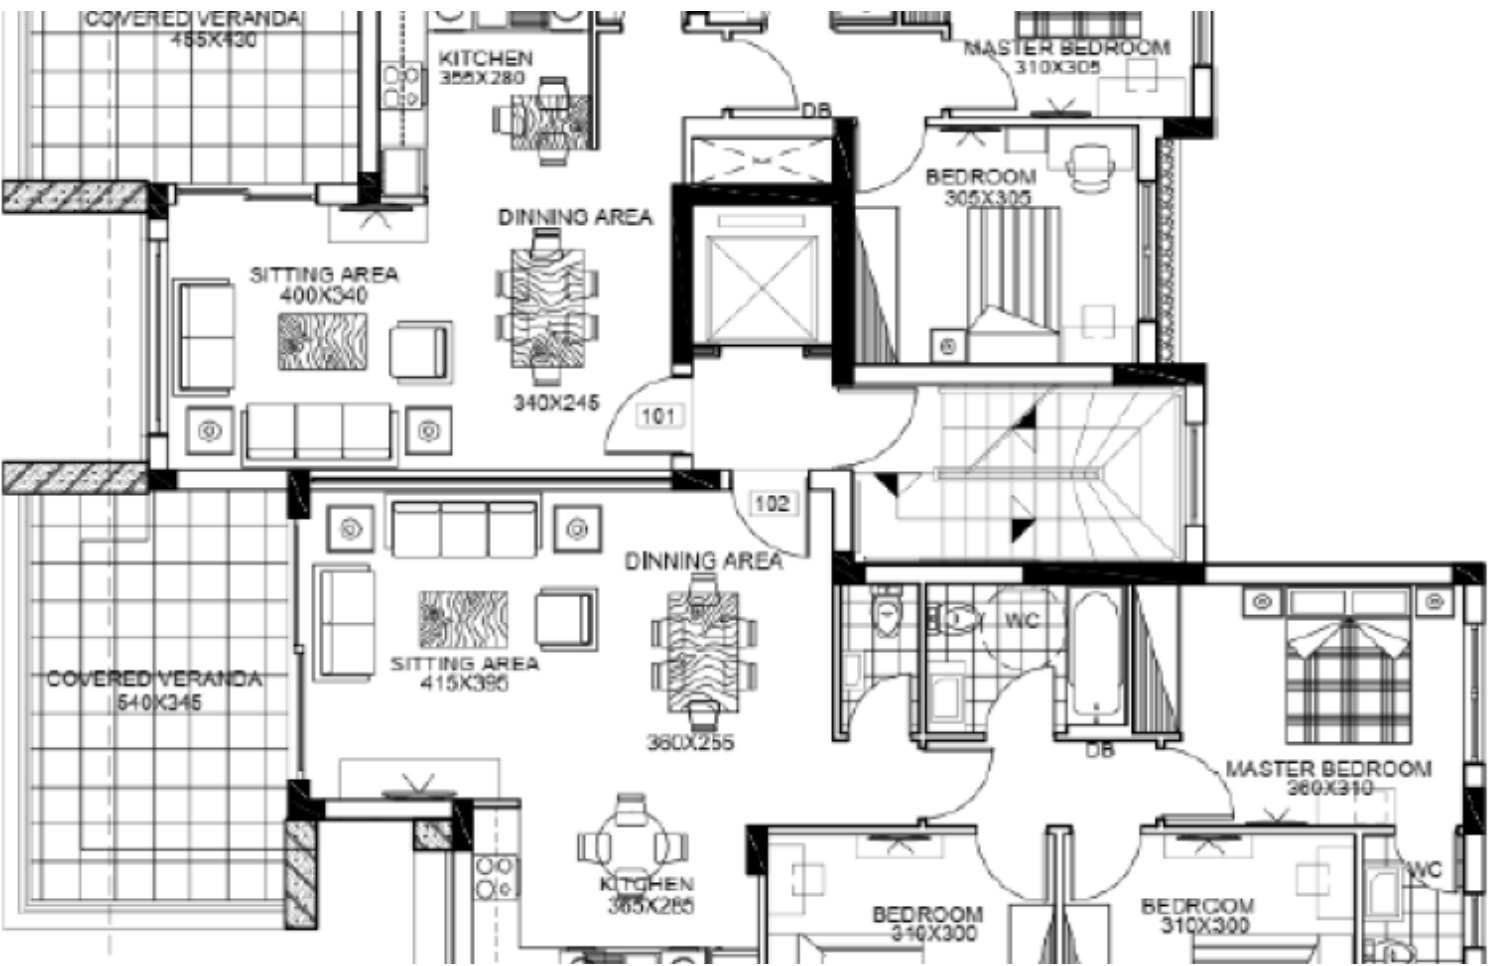 COVERED VERANDA
455X430
KITCHEN
355X280
MASTER BEDROOM
310X305
DB
BEDROOM
305X305
DINNING AREA
SITTING AREA
400X340
340X245
101
102
DINNING AREA
WC
SITTING AREA
415X395
COVERED VERANDA
540X345
360X255
DB
MASTER BEDROOM
360X310
KITCHEN
365X265
WC
BEDROOM
310X300
BEDROOM
310X300